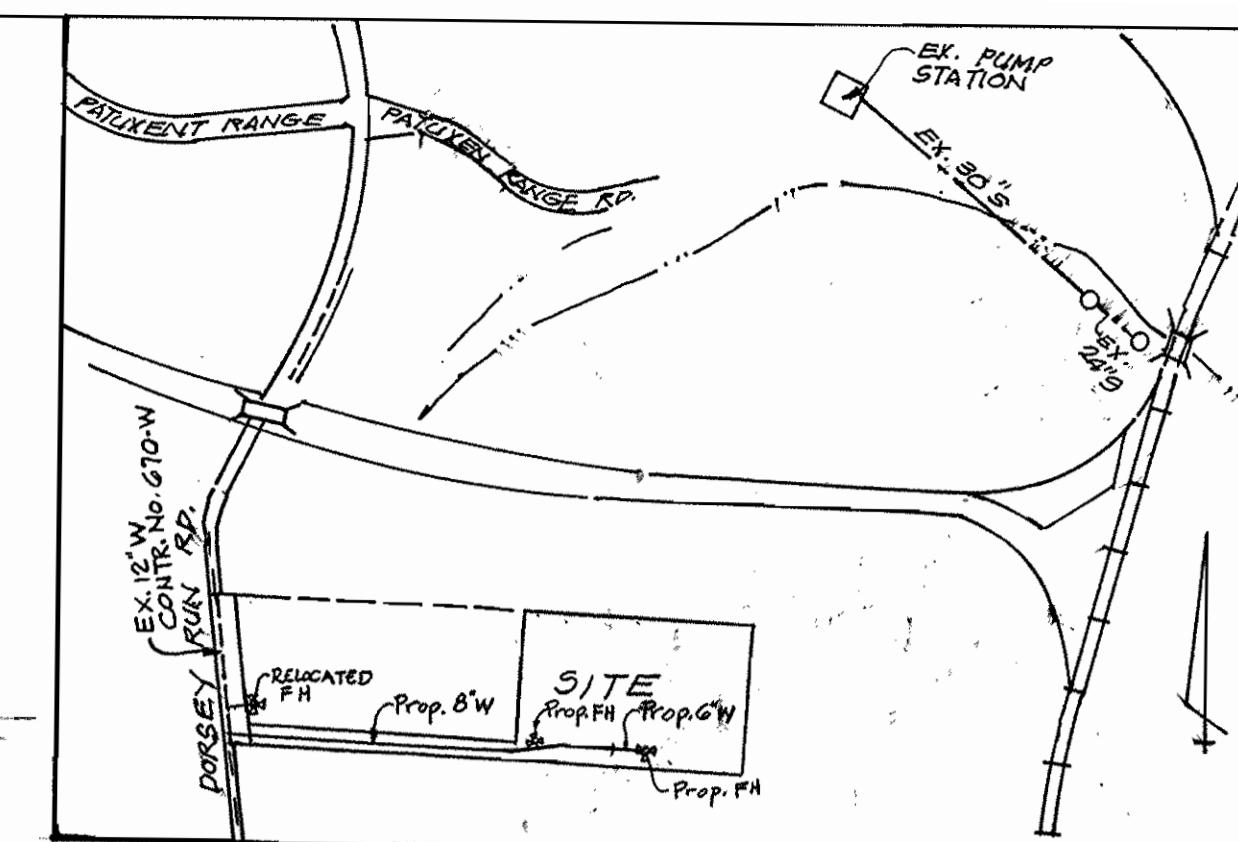 EX. PUMP
STATION
PATUXENT RANGE
PATUXEN RANGE RD.
EX. 30"S
EX.
24"S
EX. 12"W
CONTR. No. 670-W
DORSEY RUN RD.
RELOCATED
FH
Prop. 8"W
SITE
Prop. FH
Prop. 6"W
Prop. FH